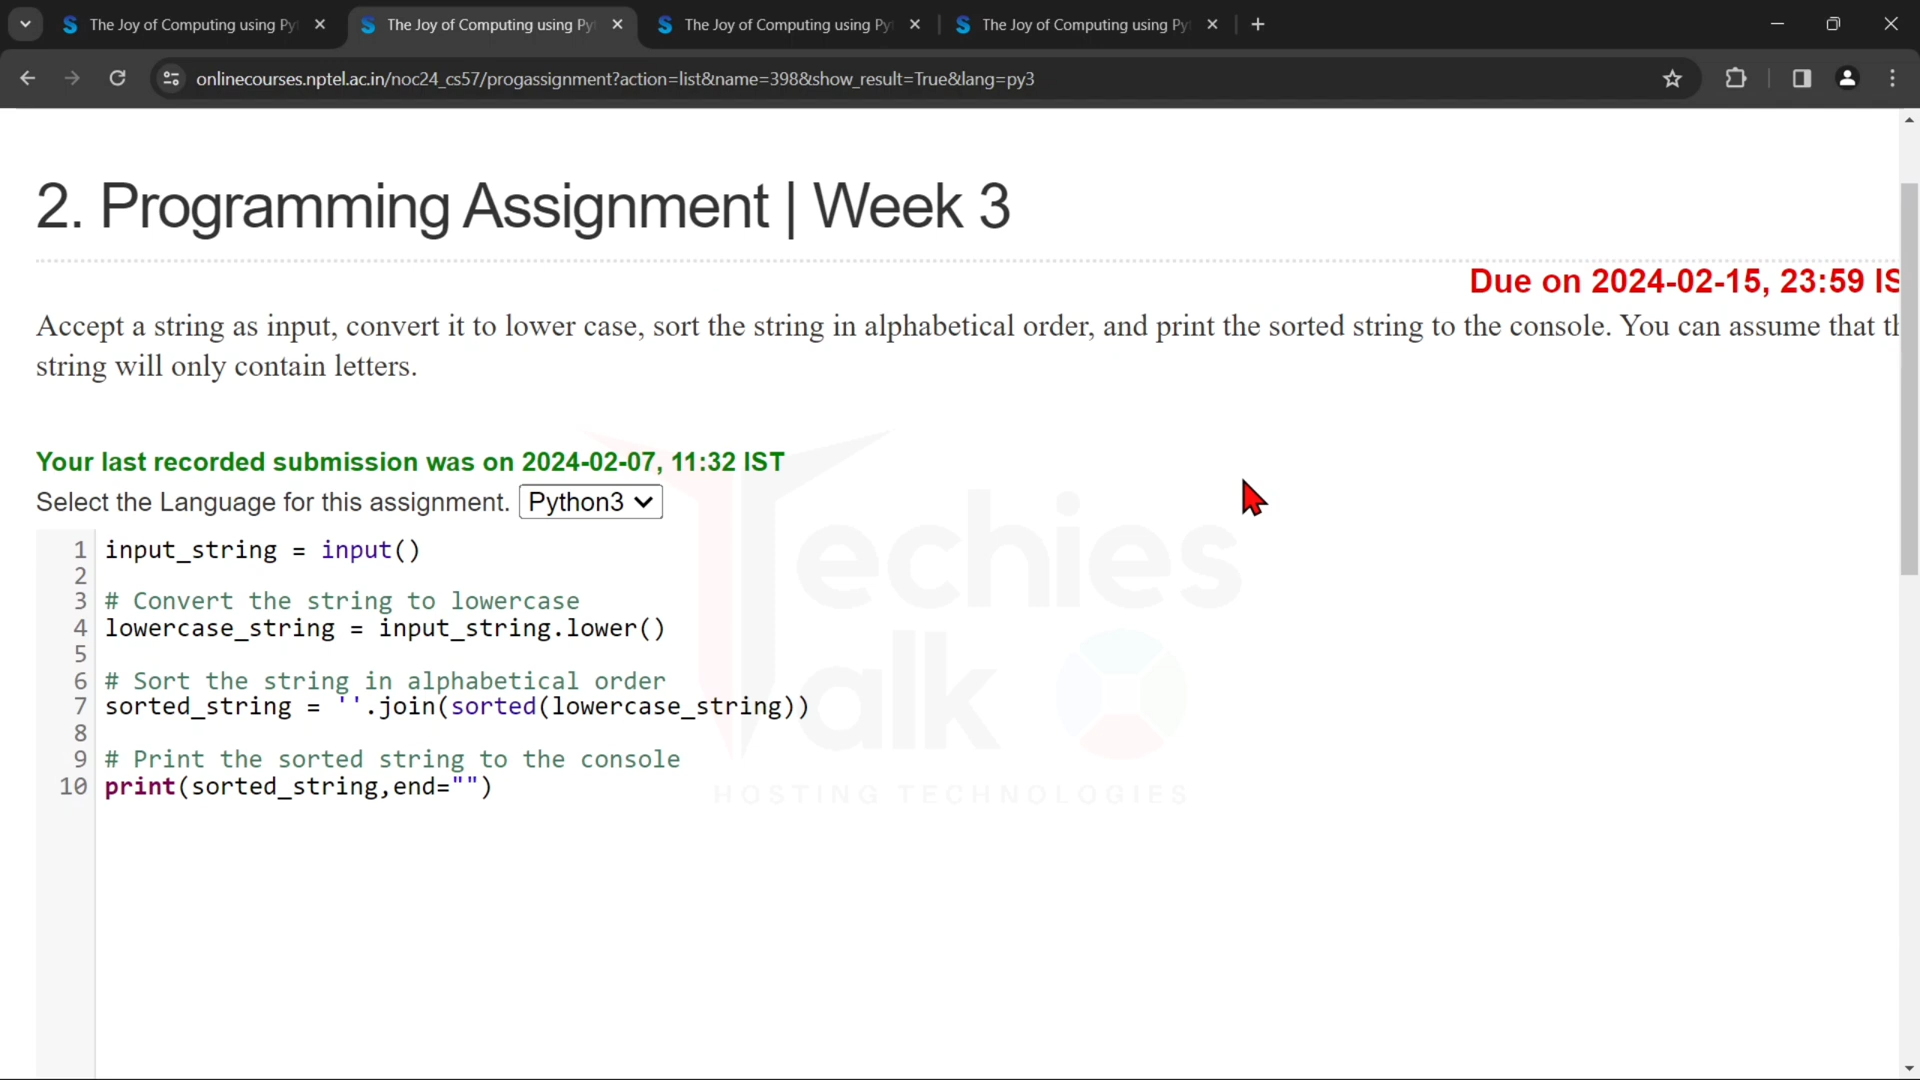 The Joy of Computing using Py
The Joy of Computing using Py
The Joy of Computing using Py
The Joy of Computing using Py
onlinecourses.nptel.ac.in/noc24_cs57/progassignment?action=list&name=398&show_result=True&lang=py3
2. Programming Assignment | Week 3
Due on 2024-02-15, 23:59 IS
Accept a string as input, convert it to lower case, sort the string in alphabetical order, and print the sorted string to the console. You can assume that th
string will only contain letters.
Your last recorded submission was on 2024-02-07, 11:32 IST
Select the Language for this assignment. Python3
1 input_string = input()
2
3 # Convert the string to lowercase
4 lowercase_string = input_string.lower()
5
6 # Sort the string in alphabetical order
7 sorted_string = ''.join(sorted(lowercase_string))
8
9 # Print the sorted string to the console
10 print(sorted_string,end="")
Techies
Talk
HOSTING TECHNOLOGIES